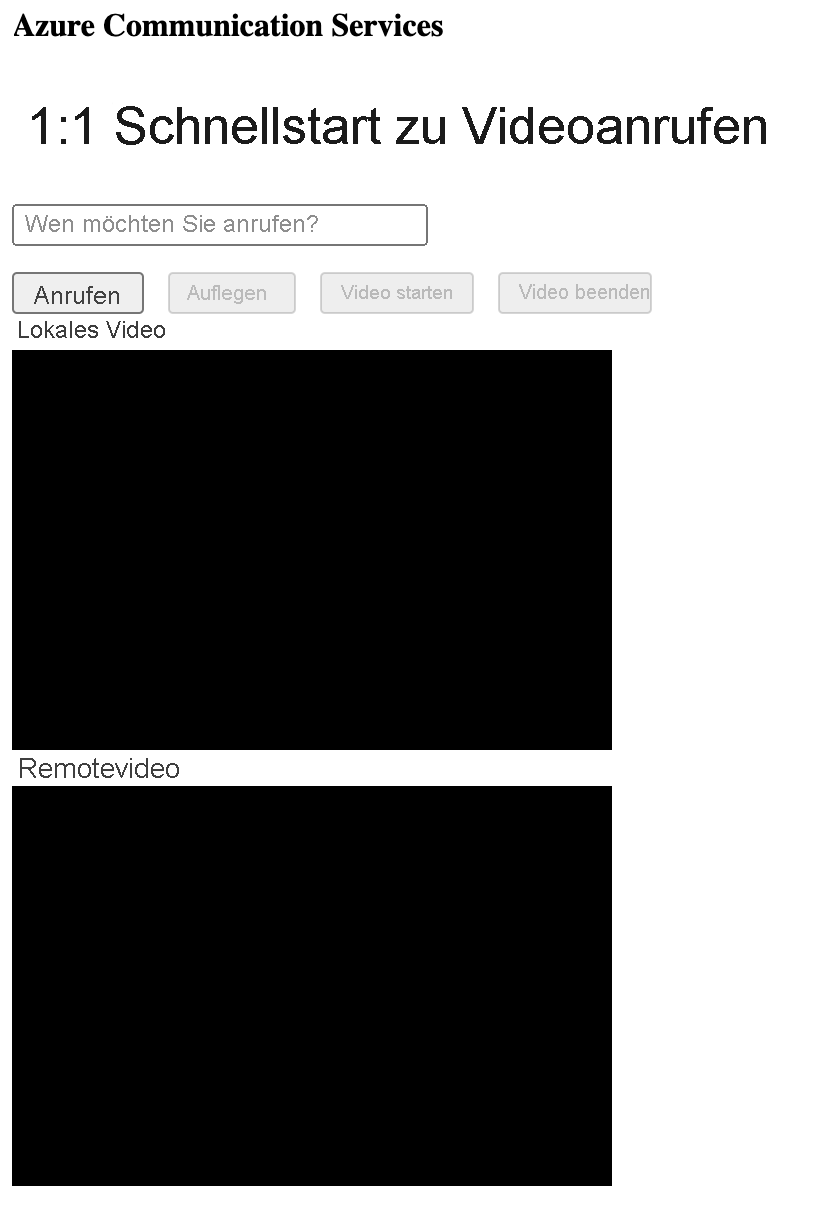 Azure Communication Services
1:1 Schnellstart zu Videoanrufen
Wen möchten Sie anrufen?
Anrufen Auflegen Video starten Video beenden
Lokales Video
Remotevideo